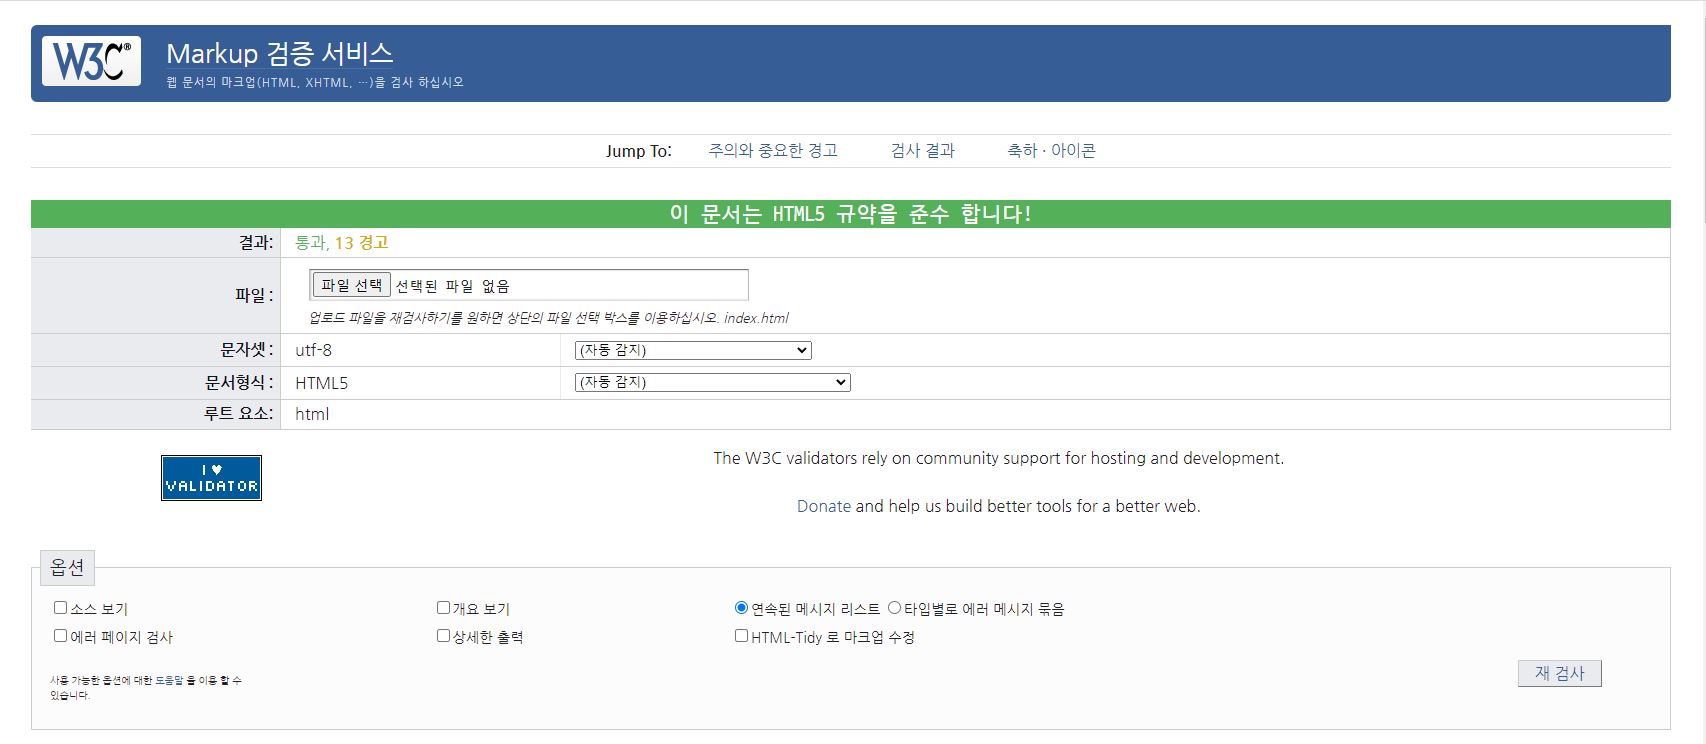 W3C®
Markup 검증 서비스
웹 문서의 마크업(HTML, XHTML, …)을 검사 하십시오
Jump To: 주의와 중요한 경고 검사 결과 축하 · 아이콘
이 문서는 HTML5 규약을 준수 합니다!
결과: 통과, 13 경고
파일 : 파일 선택 선택된 파일 없음
업로드 파일을 재검사하기를 원하면 상단의 파일 선택 박스를 이용하십시오. index.html
문자셋 : utf-8 (자동 감지)
문서형식 : HTML5 (자동 감지)
루트 요소: html
I ♥
VALIDATOR
The W3C validators rely on community support for hosting and development.
Donate and help us build better tools for a better web.
옵션
소스 보기 개요 보기 연속된 메시지 리스트 타입별로 에러 메시지 묶음
에러 페이지 검사 상세한 출력 HTML-Tidy 로 마크업 수정
사용 가능한 옵션에 대한 도움말 을 이용 할 수
있습니다.
재 검사